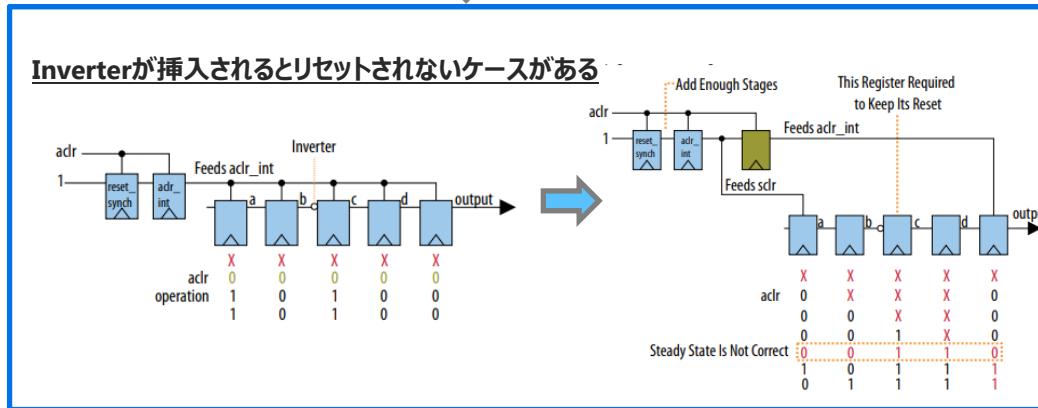 Inverterが挿入されるとリセットされないケースがある
aclr
1
reset_
synch
aclr_
int
Feeds aclr_int
Inverter
a
b
c
d
output
X X X X X
aclr 0 0 0 0 0
operation 1 0 1 0 0
1 0 1 0 0
Add Enough Stages
This Register Required
to Keep Its Reset
aclr
1
reset_
synch
aclr_
int
Feeds aclr_int
Feeds sclr
a
b
c
d
outp
X X X X X
aclr 0 X X X 0
0 0 X X 0
0 0 1 X 0
Steady State Is Not Correct 0 0 1 1 0
1 0 1 1 1
0 1 1 1 1